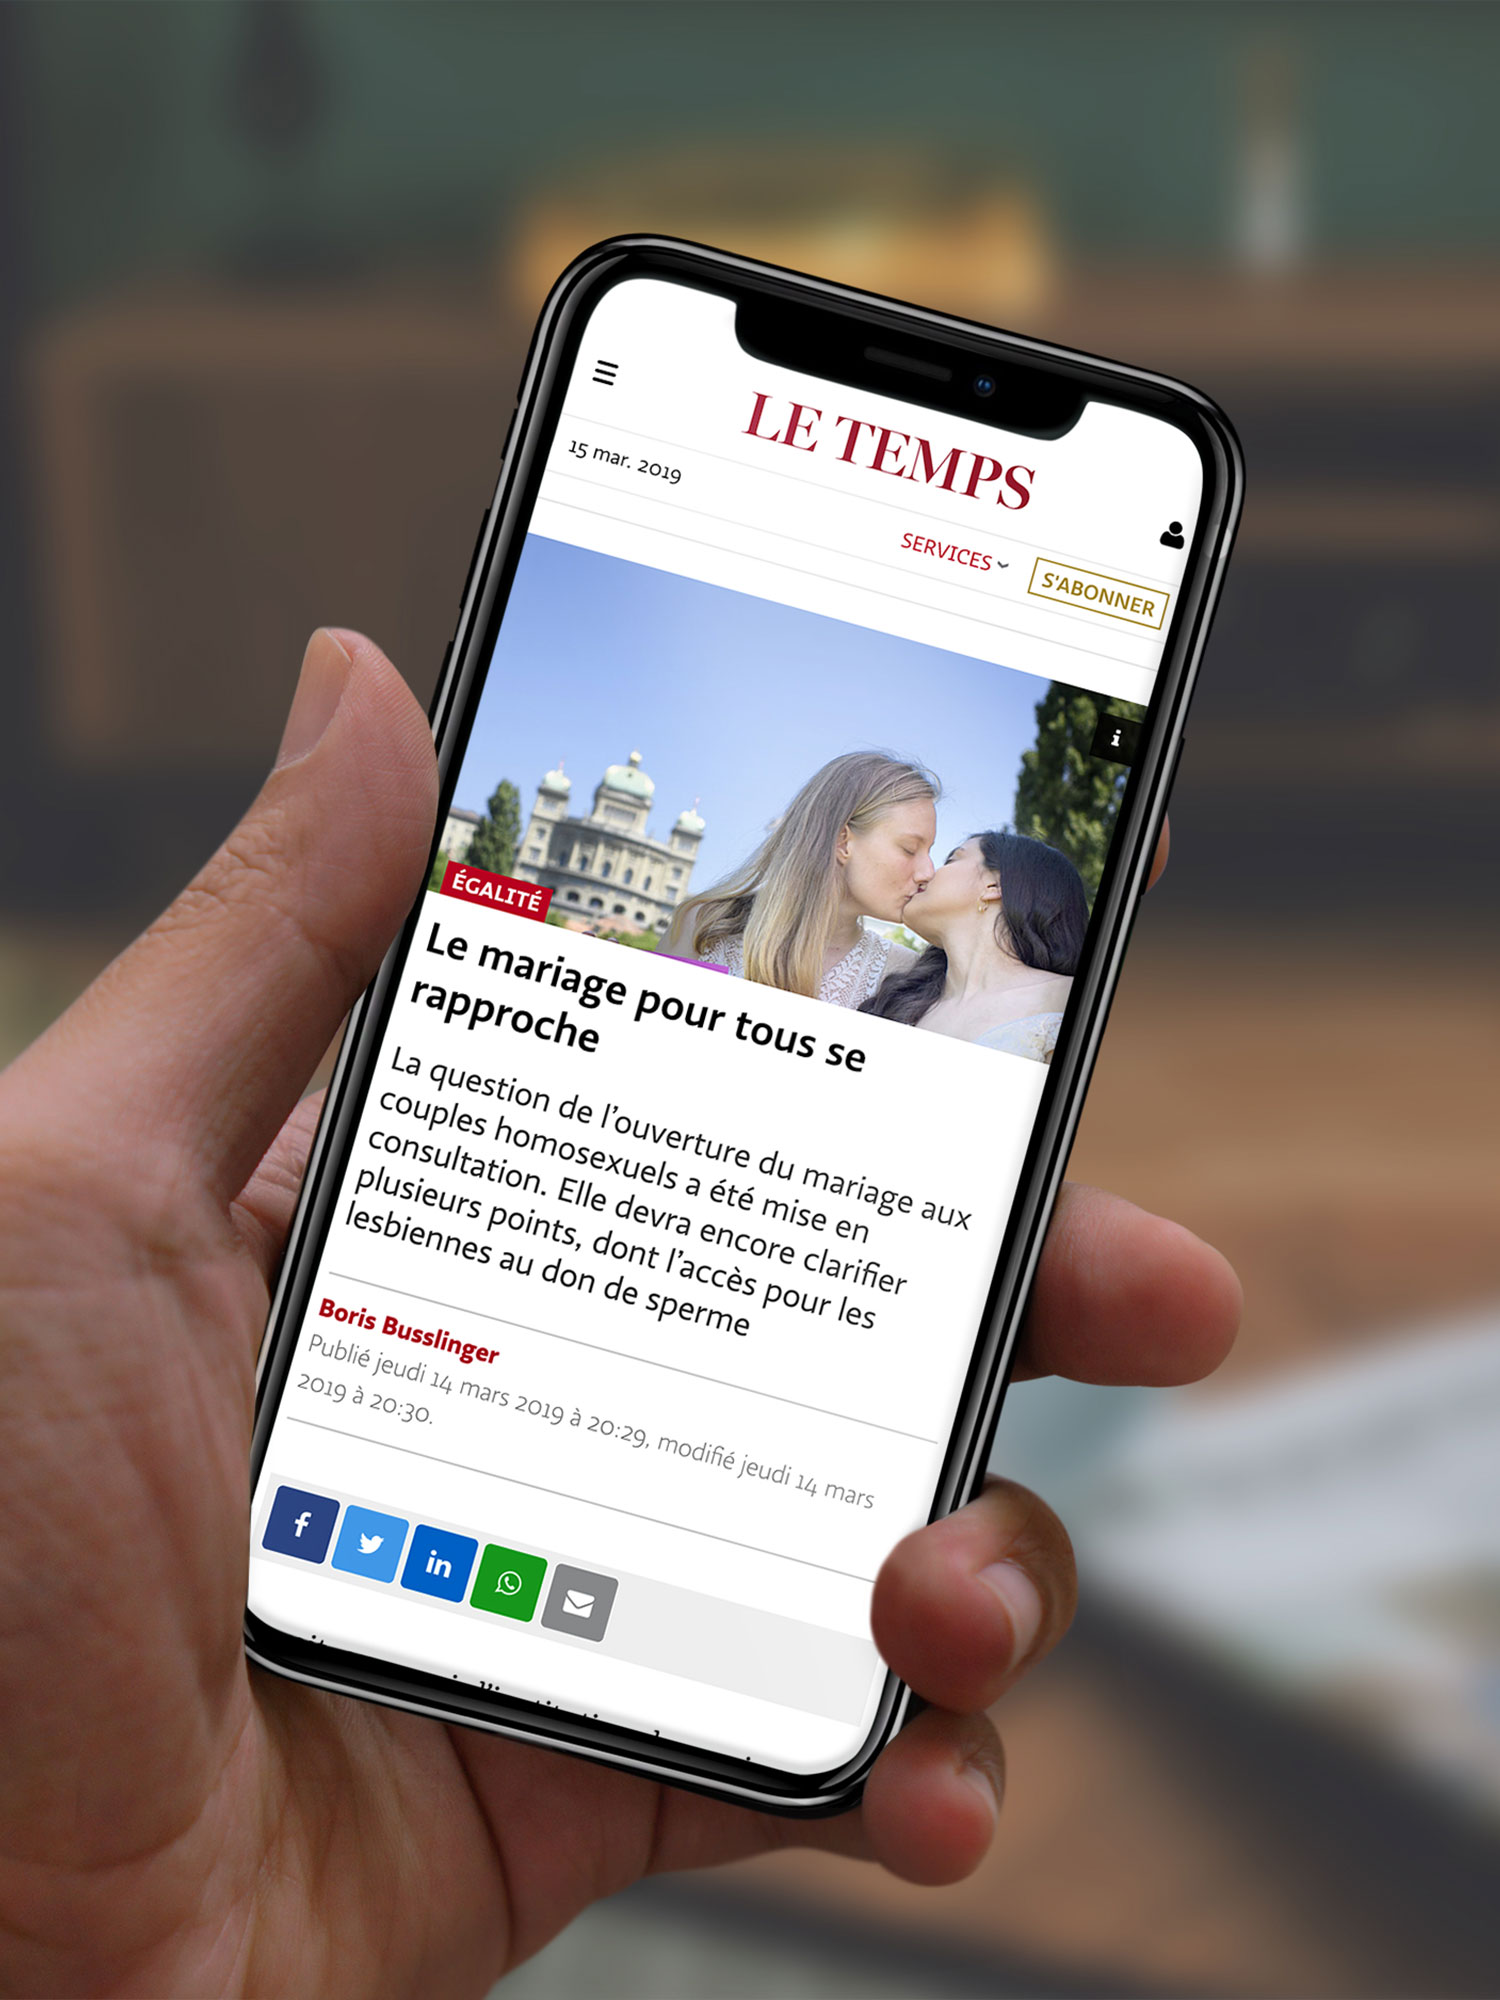 LE TEMPS
15 mar. 2019
SERVICES
S'ABONNER
i
ÉGALITÉ
Le mariage pour tous se
rapproche
La question de l’ouverture du mariage aux
couples homosexuels a été mise en
consultation. Elle devra encore clarifier
plusieurs points, dont l’accès pour les
lesbiennes au don de sperme
Boris Busslinger
Publié jeudi 14 mars 2019 à 20:29, modifié jeudi 14 mars
2019 à 20:30.
f
in